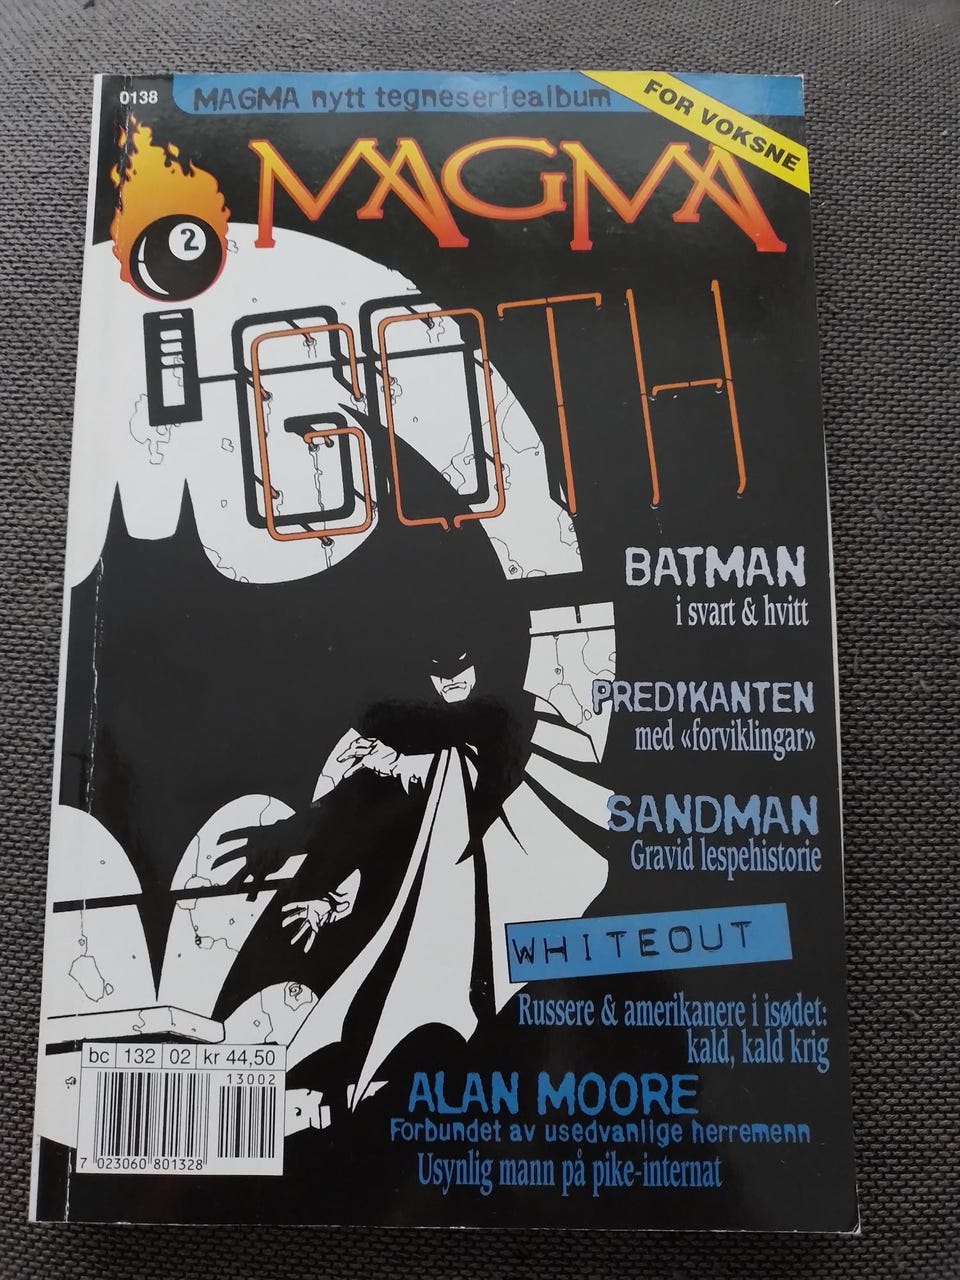 0138
MAGMA nytt tegneseriealbum
FOR VOKSNE
MAGMA
2
GOTH
BATMAN
i svart & hvitt
PREDIKANTEN
med «forviklingar»
SANDMAN
Gravid lespehistorie
WHITEOUT
Russere & amerikanere i isødet:
kald, kald krig
ALAN MOORE
Forbundet av usedvanlige herremenn
Usynlig mann på pike-internat
bc 132 02 kr 44,50
13002
7 023060 801328